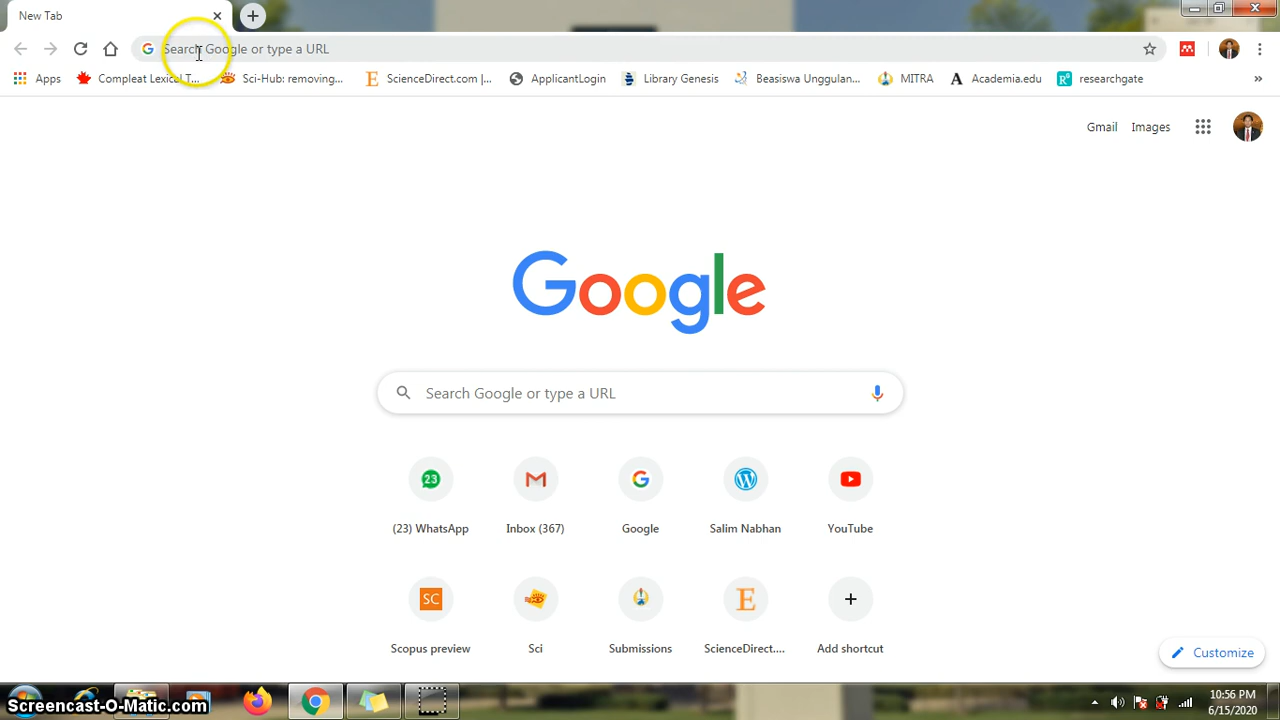 New Tab
Search Google or type a URL
Apps Compleat Lexical T... Sci-Hub: removing... ScienceDirect.com |... ApplicantLogin Library Genesis Beasiswa Unggulan... MITRA Academia.edu researchgate »
Gmail Images
Google
Search Google or type a URL
(23) WhatsApp Inbox (367) Google Salim Nabhan YouTube
SC
Scopus preview Sci Submissions ScienceDirect.... Add shortcut
Customize
Screencast-O-Matic.com
10:56 PM
6/15/2020